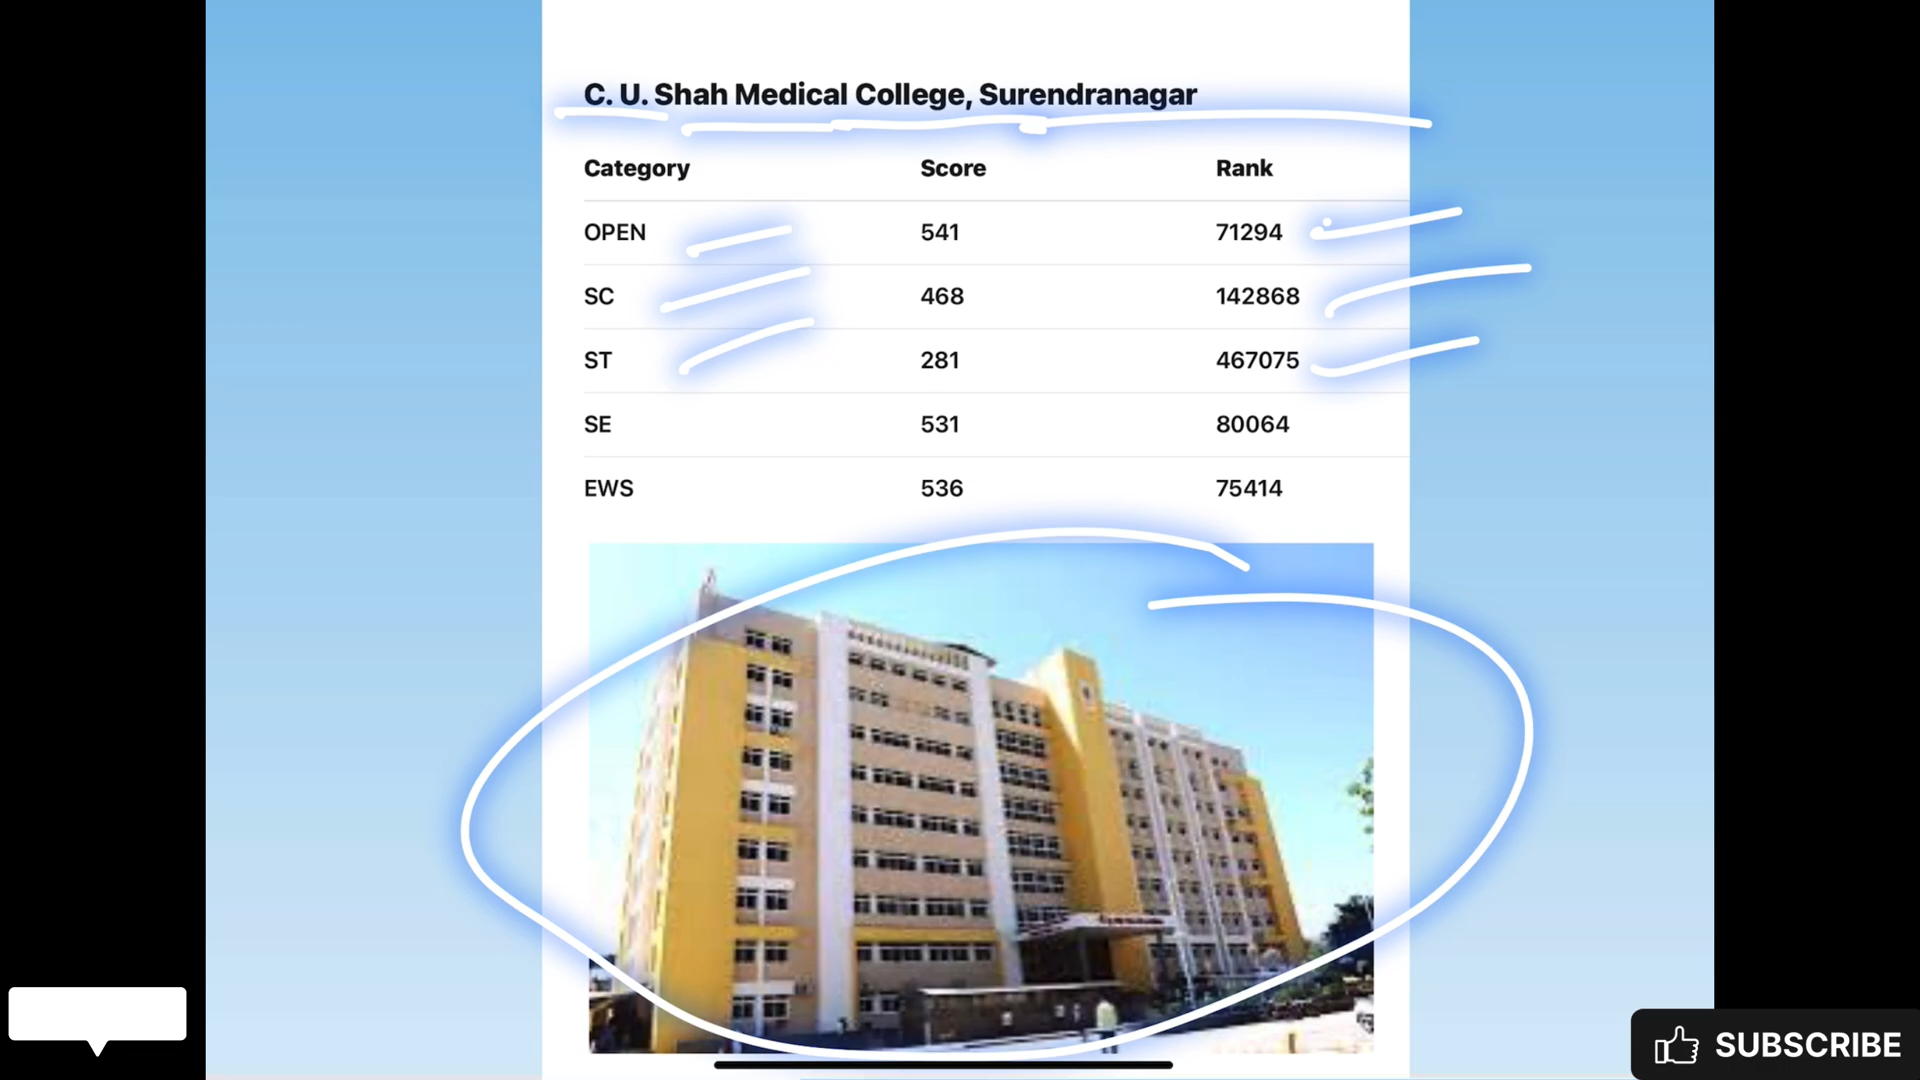 C. U. Shah Medical College, Surendranagar
Category Score Rank
OPEN 541 71294
SC 468 142868
ST 281 467075
SE 531 80064
EWS 536 75414
SUBSCRIBE